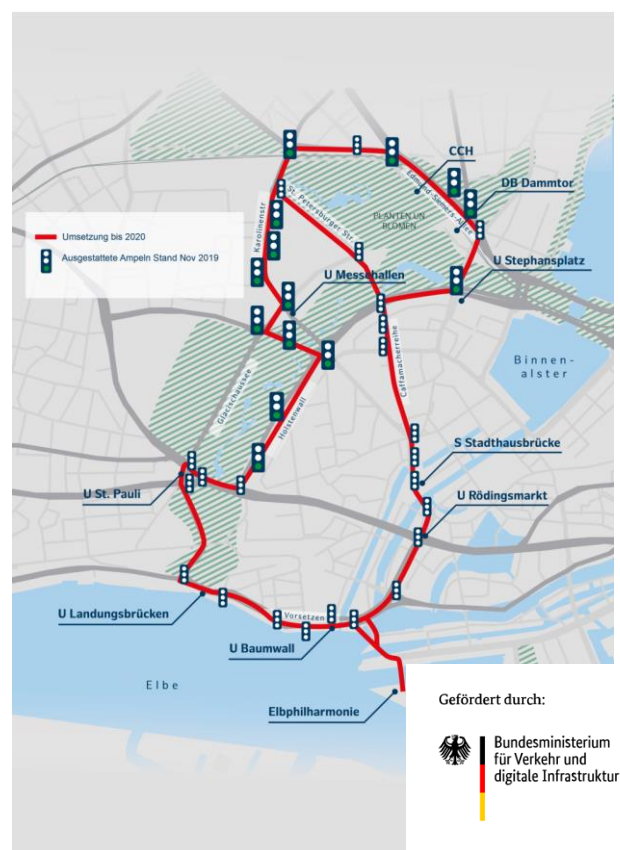 CCH
DB Dammtor
Edmund-Siemers-Allee
St. Petersburger Str.
PLANTEN UN
BLOMEN
Karolinenstr
Umsetzung bis 2020
Ausgestattete Ampeln Stand Nov 2019
U Stephansplatz
U Messehallen
Binnen-
alster
Caffamacherreihe
Glacischaussee
Holstenwall
S Stadthausbrücke
U St. Pauli
U Rödingsmarkt
U Landungsbrücken
Vorsetzen
U Baumwall
Elbe
Elbphilharmonie
Gefördert durch:
Bundesministerium
für Verkehr und
digitale Infrastruktur